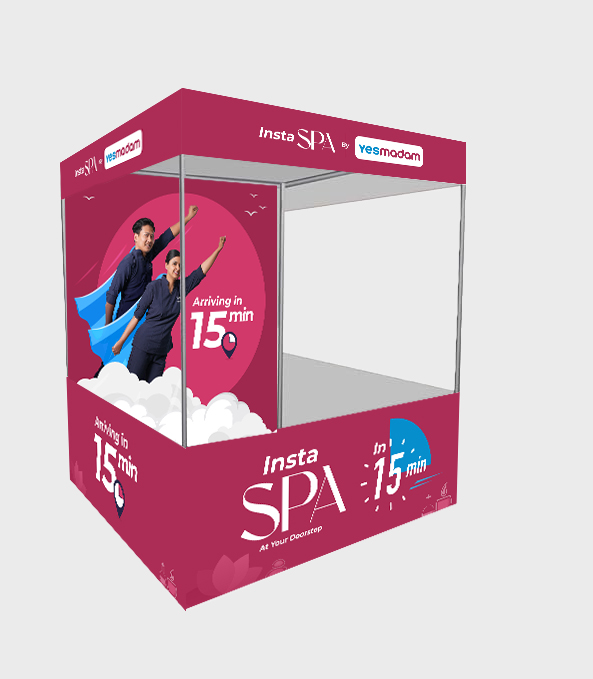 Insta SPA By yesmadam
Insta SPA By yesmadam
Arriving in
15 min
Arriving in
15 min
Insta
SPA
At Your Doorstep
In
15 min